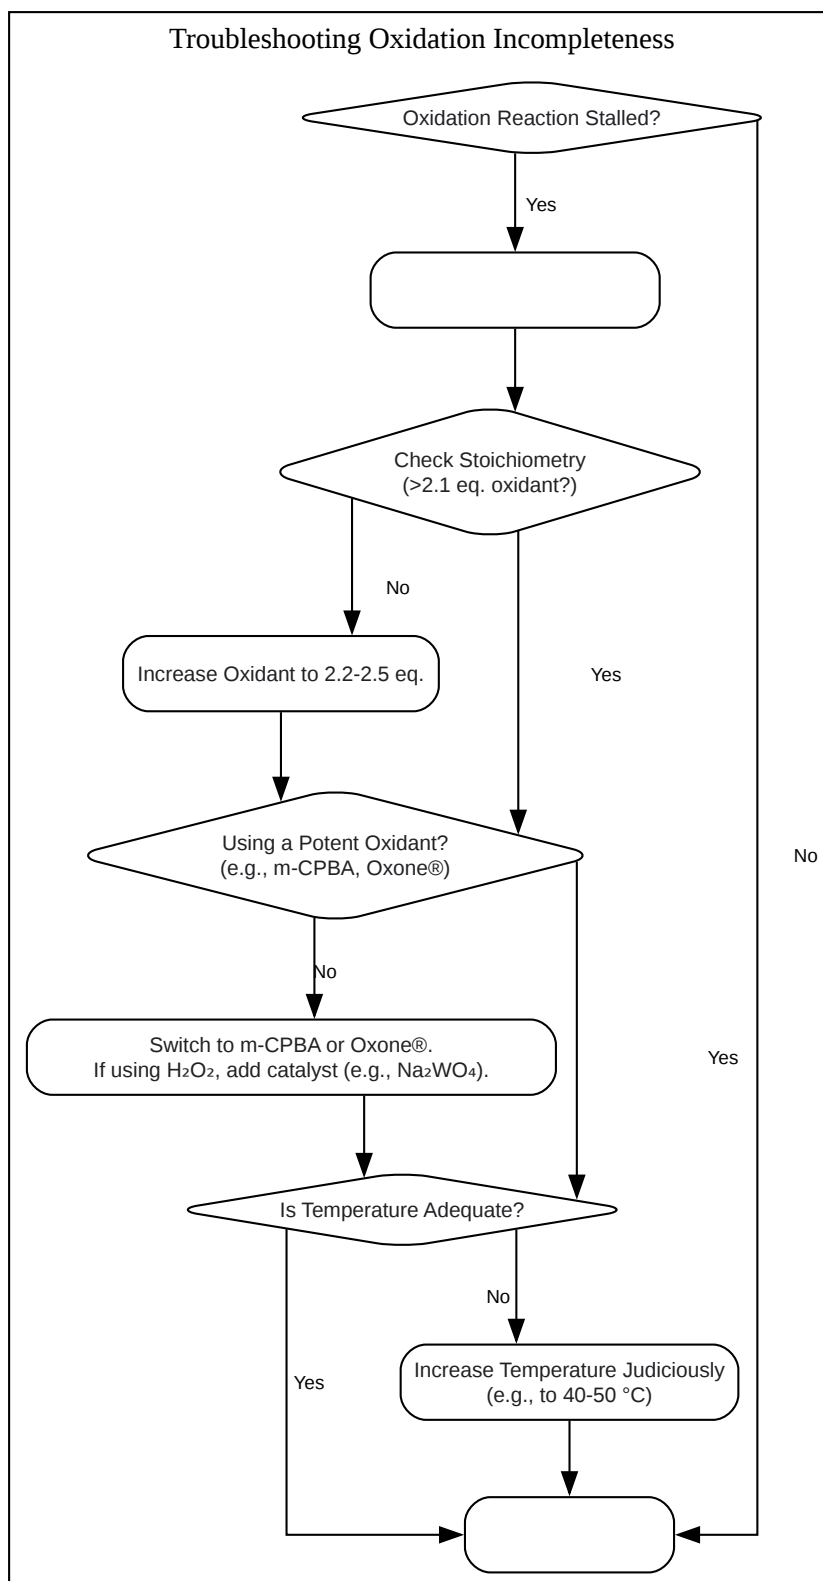 Troubleshooting Oxidation Incompleteness
Oxidation Reaction Stalled?
Yes
Check Stoichiometry
(>2.1 eq. oxidant?)
No
Increase Oxidant to 2.2-2.5 eq.
Yes
Using a Potent Oxidant?
(e.g., m-CPBA, Oxone®)
No
No
Switch to m-CPBA or Oxone®.
If using H₂O₂, add catalyst (e.g., Na₂WO₄).
Yes
Is Temperature Adequate?
No
Increase Temperature Judiciously
(e.g., to 40-50 °C)
Yes